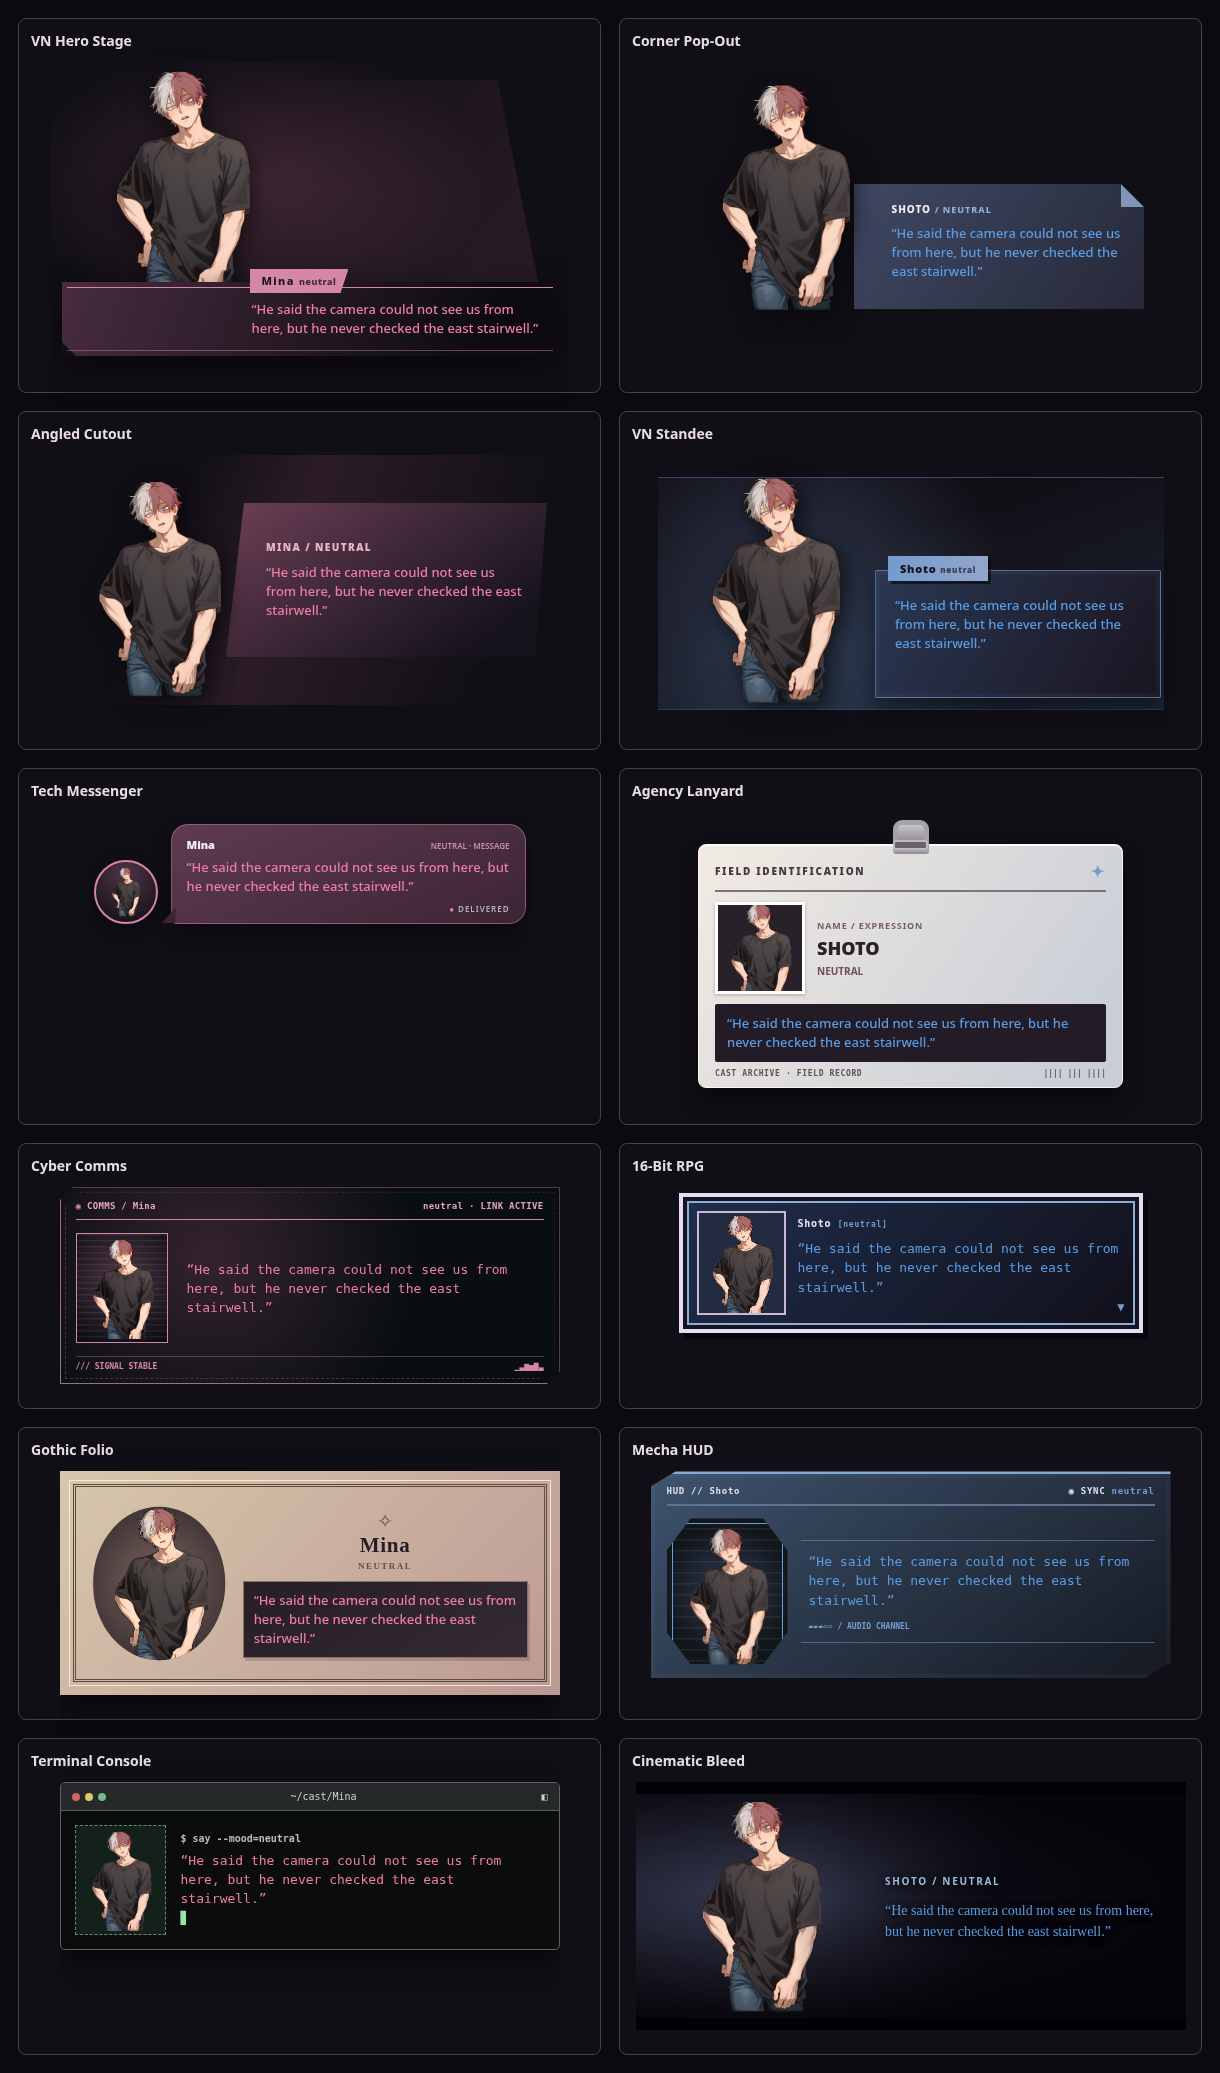 VN Hero Stage
Mina neutral
“He said the camera could not see us from
here, but he never checked the east stairwell.”
Corner Pop-Out
SHOTO / NEUTRAL
“He said the camera could not see us
from here, but he never checked the
east stairwell.”
Angled Cutout
MINA / NEUTRAL
“He said the camera could not see us
from here, but he never checked the east
stairwell.”
VN Standee
Shoto neutral
“He said the camera could not see us
from here, but he never checked the
east stairwell.”
Tech Messenger
Mina NEUTRAL · MESSAGE
“He said the camera could not see us from here, but
he never checked the east stairwell.”
● DELIVERED
Agency Lanyard
FIELD IDENTIFICATION
NAME / EXPRESSION
SHOTO
NEUTRAL
“He said the camera could not see us from here, but he
never checked the east stairwell.”
CAST ARCHIVE · FIELD RECORD |||| ||| ||||
Cyber Comms
◉ COMMS / Mina neutral · LINK ACTIVE
“He said the camera could not see us from
here, but he never checked the east
stairwell.”
/// SIGNAL STABLE
16-Bit RPG
Shoto [neutral]
“He said the camera could not see us from
here, but he never checked the east
stairwell.”
▼
Gothic Folio
Mina
NEUTRAL
“He said the camera could not see us from
here, but he never checked the east
stairwell.”
Mecha HUD
HUD // Shoto ◉ SYNC neutral
“He said the camera could not see us from
here, but he never checked the east
stairwell.”
▰▰▰▱▱ / AUDIO CHANNEL
Terminal Console
~/cast/Mina
$ say --mood=neutral
“He said the camera could not see us from
here, but he never checked the east
stairwell.”
Cinematic Bleed
SHOTO / NEUTRAL
“He said the camera could not see us from here,
but he never checked the east stairwell.”